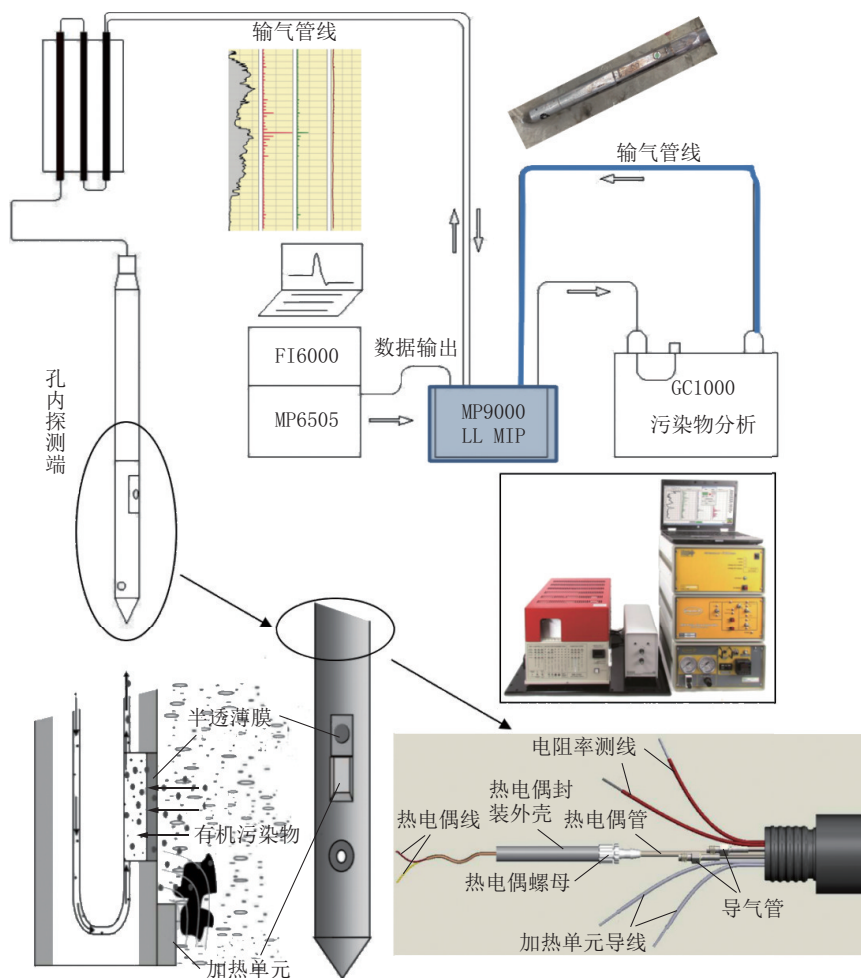 输气管线
输气管线
FI6000
数据输出
MP6505
MP9000
LL MIP
GC1000
污染物分析
孔内探测端
半透薄膜
有机污染物
加热单元
电阻率测线
热电偶封
装外壳
热电偶管
热电偶线
热电偶螺母
导气管
加热单元导线